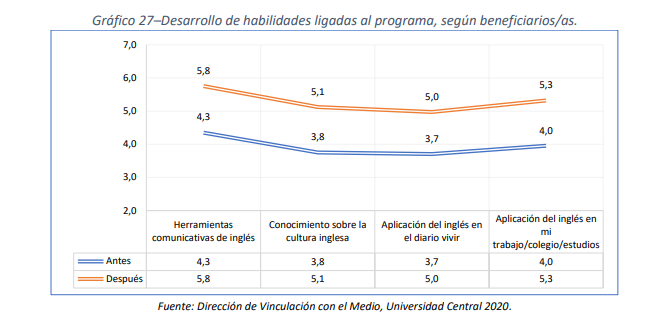 Gráfico 27–Desarrollo de habilidades ligadas al programa, según beneficiarios/as.
7,0
6,0
5,0
4,0
3,0
2,0
5,8
5,1
5,0
5,3
4,3
3,8
3,7
4,0
Herramientas
comunicativas de inglés
Conocimiento sobre la
cultura inglesa
Aplicación del inglés en
el diario vivir
Aplicación del inglés en
mi
trabajo/colegio/estudios
Antes 4,3 3,8 3,7 4,0
Después 5,8 5,1 5,0 5,3
Fuente: Dirección de Vinculación con el Medio, Universidad Central 2020.